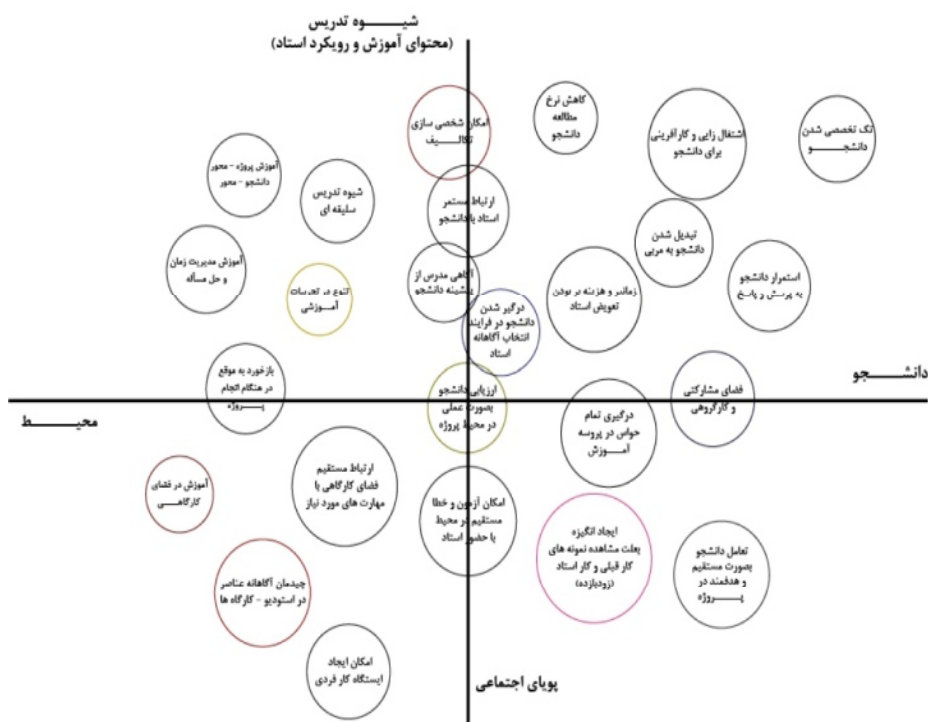 شیـــــوه تدریس
(محتوای آموزش و رویکرد استاد)
کاهش نرخ
مطالعه
دانشجو
تک تخصصی شدن
دانشجـــو
اشتغال زایی و کارآفرینی
برای دانشجو
امکان شخصی سازی
تکالـــیف
آموزش پروژه - محور
دانشجو - محور
شیوه تدریس
سلیقه ای
ارتباط مستمر
استاد با دانشجو
تبدیل شدن
دانشجو به مربی
آموزش مدیریت زمان
و حل مسأله
تنوع در تجربیات
آمــوزشی
آگاهی مدرس از
پیشینه دانشجو
زمانبر و هزینه بر بودن
تعویض استاد
استمرار دانشجو
به پرسش و پاسخ
درگیر شدن
دانشجو در فرایند
انتخاب آگاهانه
استاد
دانشـــــجو
بازخورد به موقع
در هنگام انجام
پـــروژه
ارزیابی دانشجو
بصورت عملی
در محیط پروژه
فضای مشارکتی
و کارگروهی
محیـــــط
درگیری تمام
حواس در پروسه
آمــوزش
آموزش در فضای
کارگاهـــی
ارتباط مستقیم
فضای کارگاهی با
مهارت های مورد نیاز
امکان آزمون و خطا
مستقیم در محیط
با حضور استاد
ایجاد انگیزه
بعلت مشاهده نمونه های
کار قبلی و کار استاد
(زودبازده)
تعامل دانشجو
بصورت مستقیم
و هدفمند در
پـــروژه
چیدمان آگاهانه عناصر
در استودیو - کارگاه ها
امکان ایجاد
ایستگاه کار فردی
پویای اجتماعی